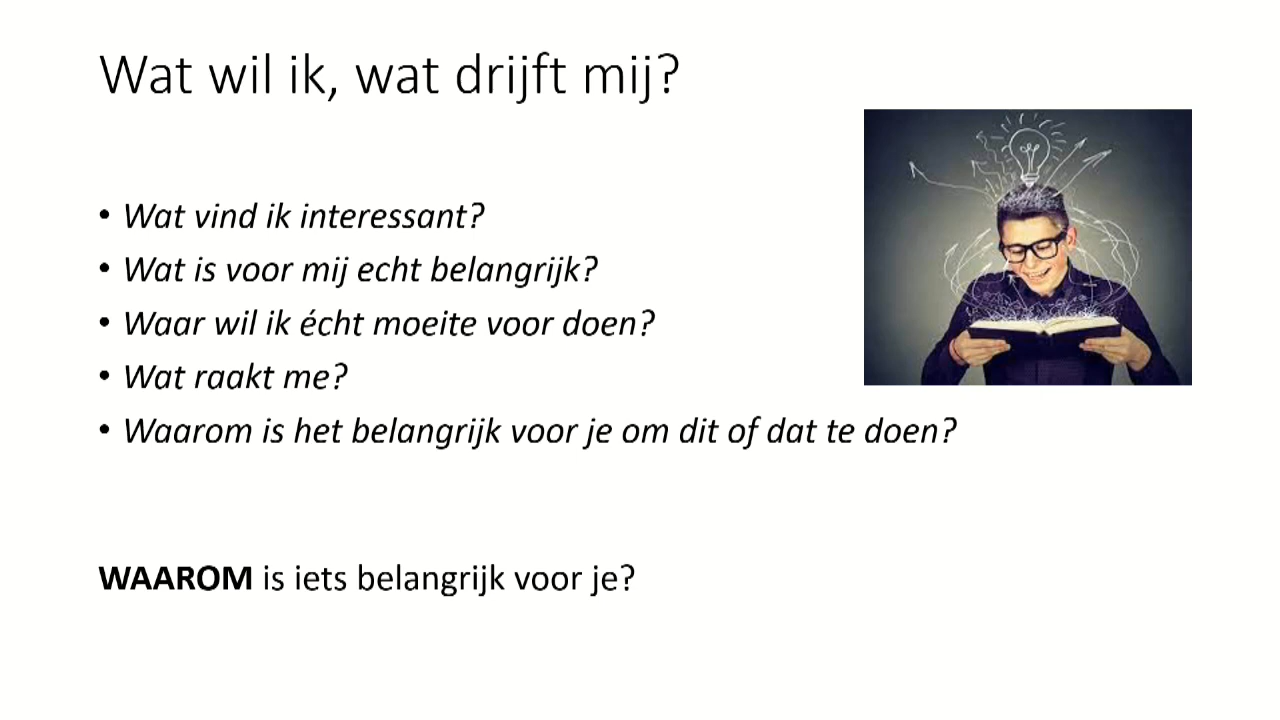 Wat wil ik, wat drijft mij?
• Wat vind ik interessant?
• Wat is voor mij echt belangrijk?
• Waar wil ik écht moeite voor doen?
• Wat raakt me?
• Waarom is het belangrijk voor je om dit of dat te doen?
WAAROM is iets belangrijk voor je?